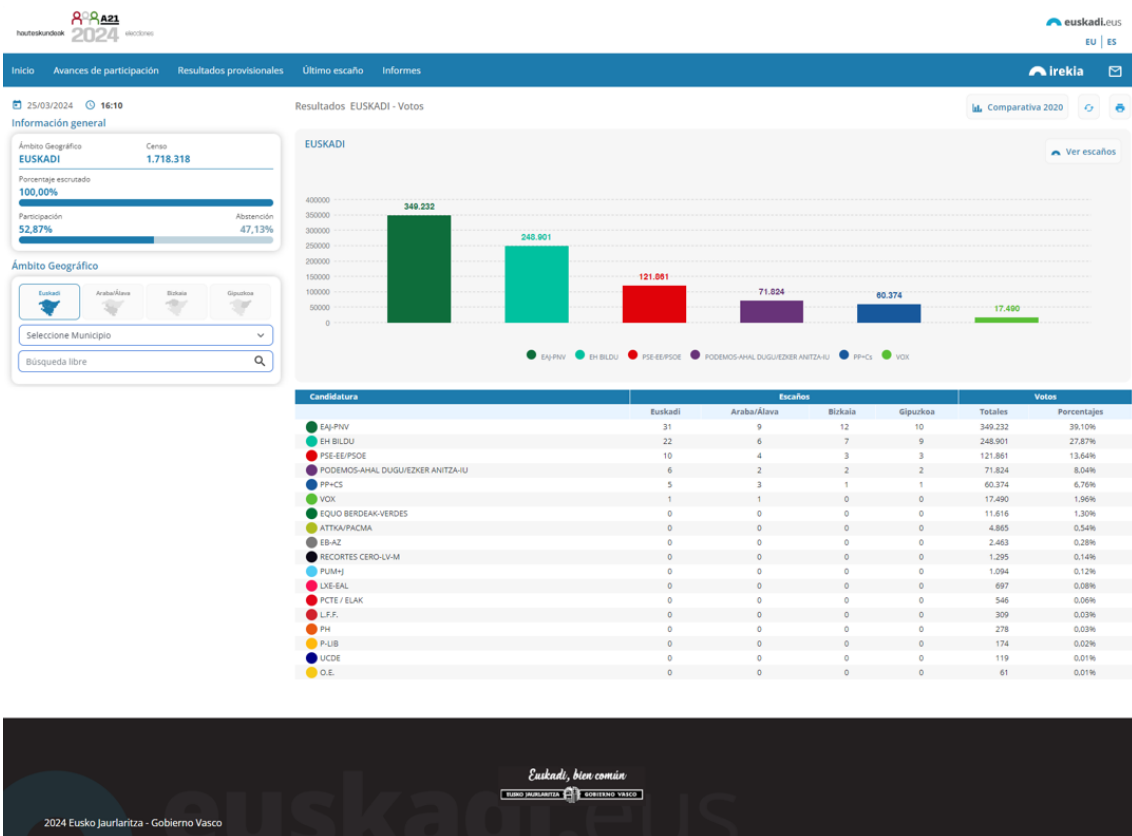 A21
hauteskundeak 2024 elecciones
euskadi.eus
EU | ES
Inicio Avances de participación Resultados provisionales Último escaño Informes irekia
25/03/2024 16:10
Información general
Ámbito Geográfico Censo
EUSKADI 1.718.318
Porcentaje escrutado
100,00%
Participación Abstención
52,87% 47,13%
Ámbito Geográfico
Euskadi Araba/Álava Bizkaia Gipuzkoa
Seleccione Municipio
Búsqueda libre
Resultados EUSKADI - Votos
Comparativa 2020
EUSKADI
Ver escaños
400000
350000
300000
250000
200000
150000
100000
50000
0
349.232
248.901
121.861
71.824
60.374
17.490
EAJ-PNV EH BILDU PSE-EE/PSOE PODEMOS-AHAL DUGU/EZKER ANITZA-IU PP+Cs VOX
Candidatura Escaños Votos
Euskadi Araba/Álava Bizkaia Gipuzkoa Totales Porcentajes
EAJ-PNV 31 9 12 10 349.232 39,10%
EH BILDU 22 6 7 9 248.901 27,87%
PSE-EE/PSOE 10 4 3 3 121.861 13,64%
PODEMOS-AHAL DUGU/EZKER ANITZA-IU 6 2 2 2 71.824 8,04%
PP+CS 5 3 1 1 60.374 6,76%
VOX 1 1 0 0 17.490 1,96%
EQUO BERDEAK-VERDES 0 0 0 0 11.616 1,30%
ATTKA/PACMA 0 0 0 0 4.865 0,54%
EB-AZ 0 0 0 0 2.463 0,28%
RECORTES CERO-LV-M 0 0 0 0 1.295 0,14%
PUM+J 0 0 0 0 1.094 0,12%
LXE-EAL 0 0 0 0 697 0,08%
PCTE / ELAK 0 0 0 0 546 0,06%
L.F.F. 0 0 0 0 309 0,03%
PH 0 0 0 0 278 0,03%
P-LIB 0 0 0 0 174 0,02%
UCDE 0 0 0 0 119 0,01%
O.E. 0 0 0 0 61 0,01%
Euskadi, bien común
EUSKO JAURLARITZA GOBIERNO VASCO
euskadi.eus
2024 Eusko Jaurlaritza - Gobierno Vasco